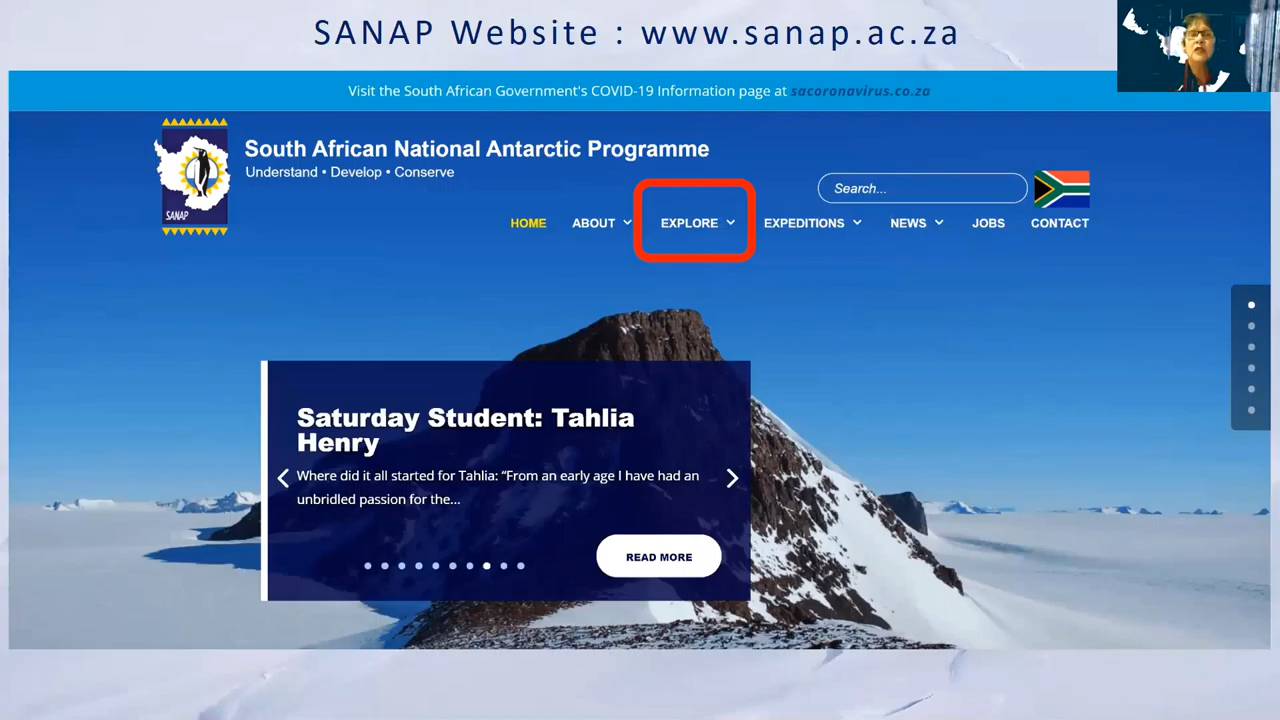 SANAP Website : www.sanap.ac.za
Visit the South African Government's COVID-19 Information page at sacoronavirus.co.za
South African National Antarctic Programme
Understand • Develop • Conserve
SANAP
Search...
HOME ABOUT EXPLORE EXPEDITIONS NEWS JOBS CONTACT
Saturday Student: Tahlia
Henry
Where did it all started for Tahlia: “From an early age I have had an
unbridled passion for the...
READ MORE